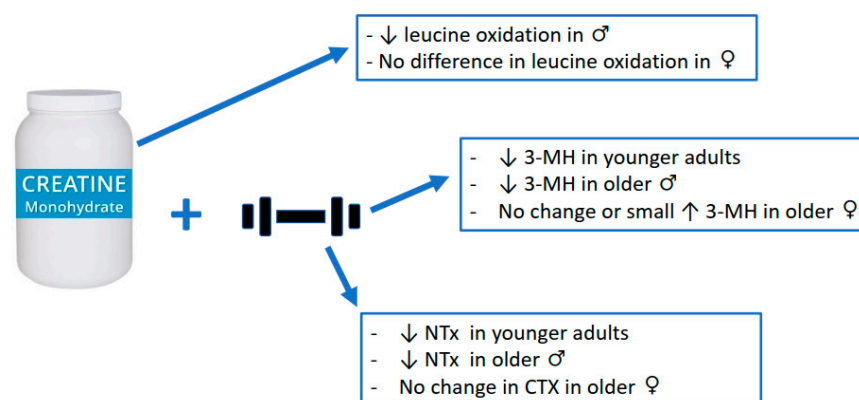 - ↓ leucine oxidation in ♂
- No difference in leucine oxidation in ♀
CREATINE
Monohydrate
+
- ↓ 3-MH in younger adults
- ↓ 3-MH in older ♂
- No change or small ↑ 3-MH in older ♀
- ↓ NTx in younger adults
- ↓ NTx in older ♂
- No change in CTX in older ♀